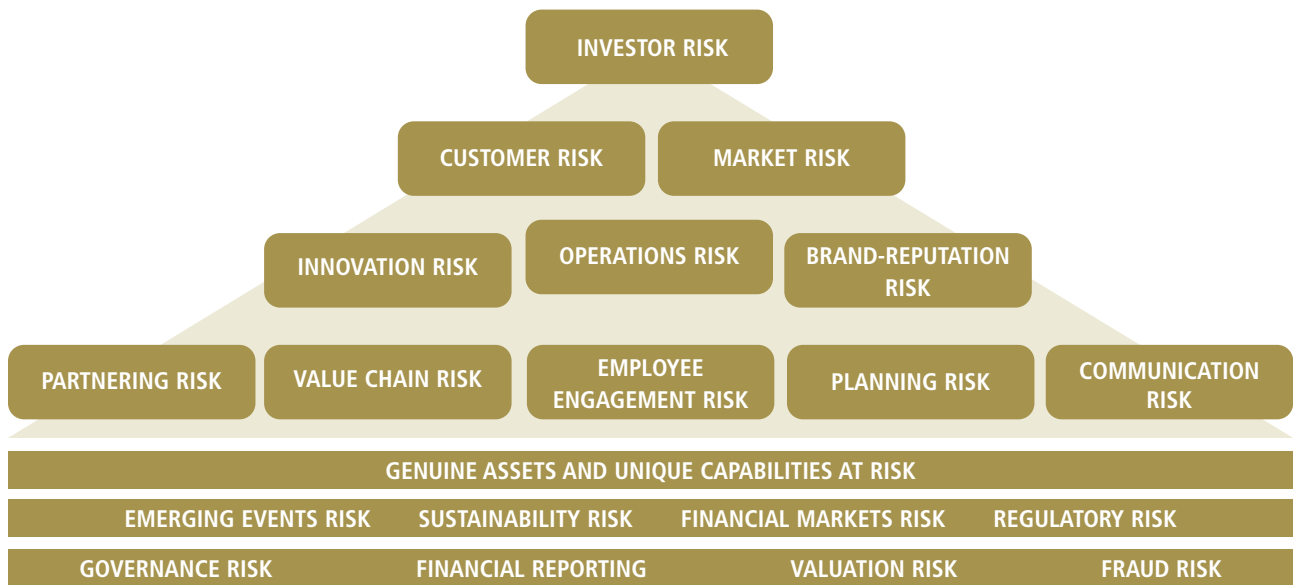 INVESTOR RISK
CUSTOMER RISK
MARKET RISK
INNOVATION RISK
OPERATIONS RISK
BRAND-REPUTATION
RISK
PARTNERING RISK
VALUE CHAIN RISK
EMPLOYEE
ENGAGEMENT RISK
PLANNING RISK
COMMUNICATION
RISK
GENUINE ASSETS AND UNIQUE CAPABILITIES AT RISK
EMERGING EVENTS RISK SUSTAINABILITY RISK FINANCIAL MARKETS RISK REGULATORY RISK
GOVERNANCE RISK FINANCIAL REPORTING VALUATION RISK FRAUD RISK